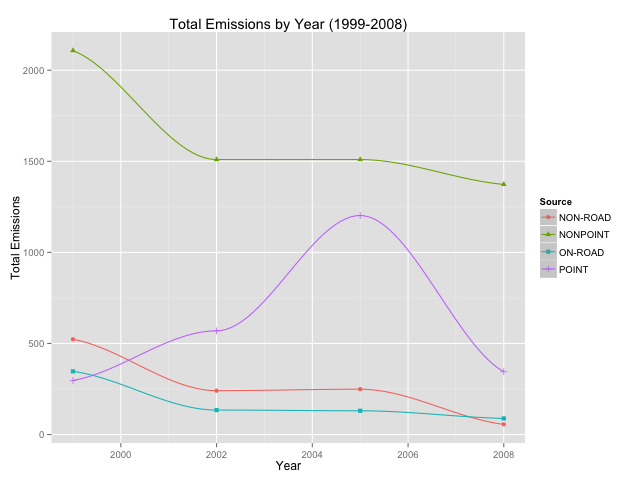 Total Emissions by Year (1999-2008)
Total Emissions
2000
1500
1000
500
0
2000
2002
2004
2006
2008
Year
Source
NON-ROAD
NONPOINT
ON-ROAD
POINT